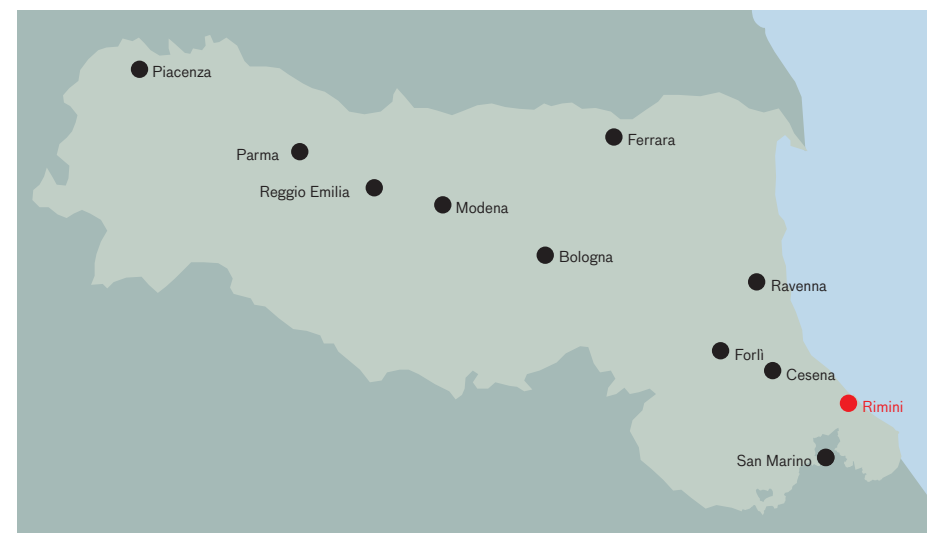 Piacenza
Ferrara
Parma
Reggio Emilia
Modena
Bologna
Ravenna
Forlì
Cesena
Rimini
San Marino